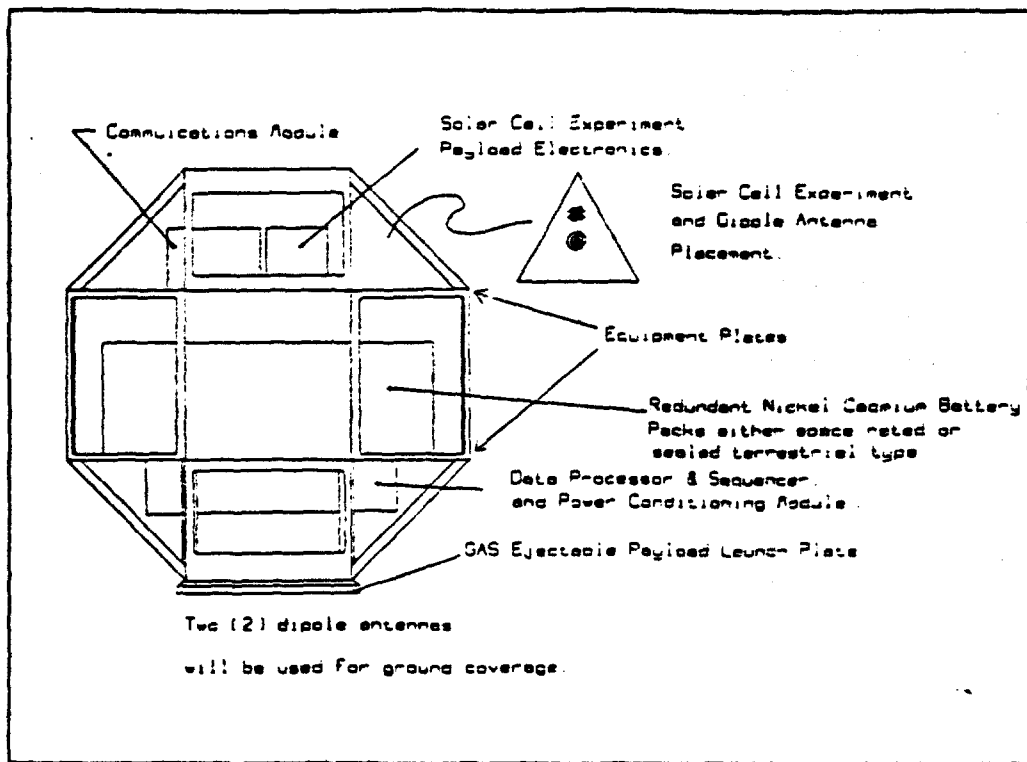 Commuications Module
Solar Cell Experiment
Payload Electronics.
Solar Cell Experiment
and Dipole Antenna
Placement.
Equipment Plates
Redundant Nickel Cadmium Battery
Packs either space rated or
sealed terrestrial type
Data Processor & Sequencer.
and Power Conditioning Module.
GAS Ejectable Payload Launch Plate
Two (2) dipole antennas
will be used for ground coverage.